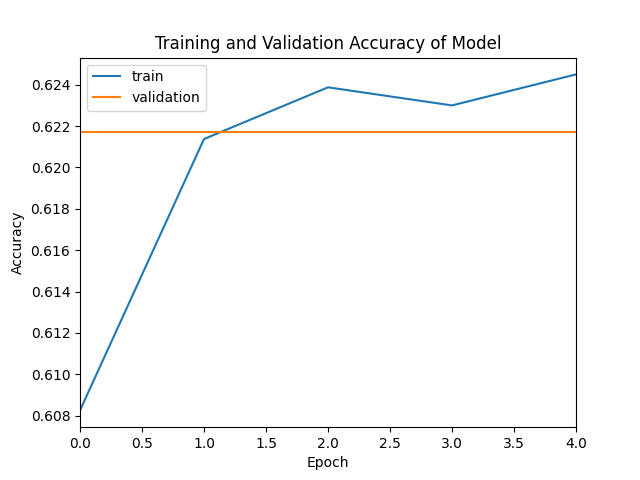 Training and Validation Accuracy of Model
train
validation
0.624
0.622
0.620
0.618
0.616
0.614
0.612
0.610
0.608
Accuracy
0.0 0.5 1.0 1.5 2.0 2.5 3.0 3.5 4.0
Epoch